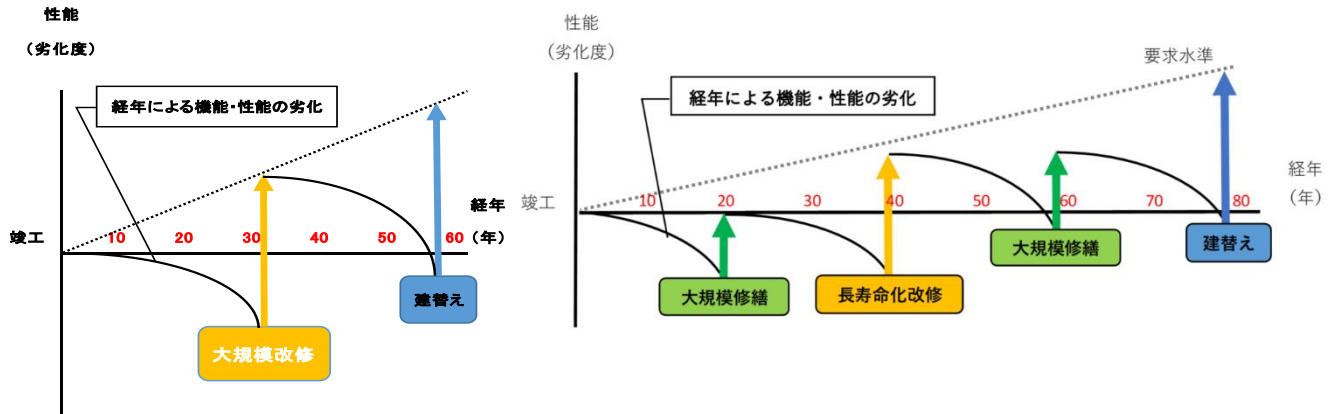 性能
（劣化度）
経年による機能・性能の劣化
竣工
10 20 30 40 50 60
経年
（年）
大規模改修
建替え
性能
（劣化度）
要求水準
経年による機能・性能の劣化
竣工
10 20 30 40 50 60 70 80
経年
（年）
大規模修繕
長寿命化改修
大規模修繕
建替え